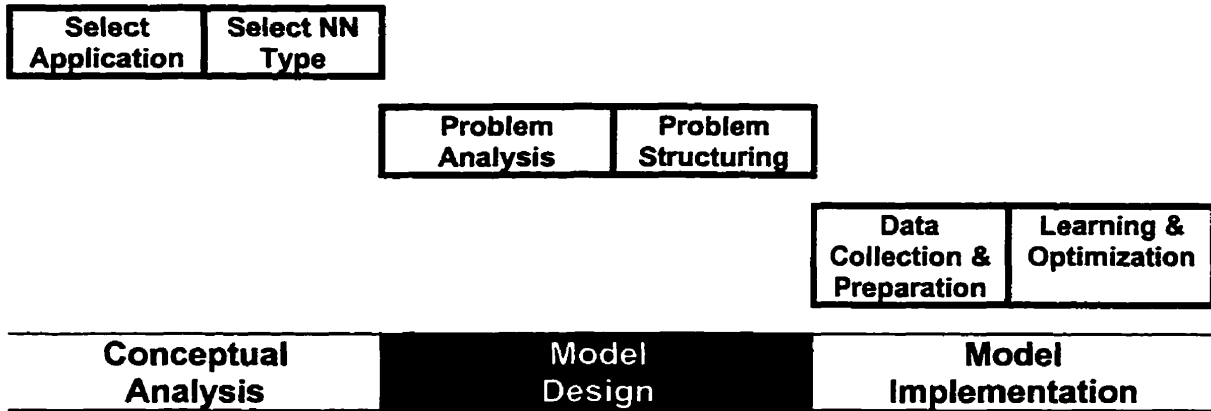 Select
Application
Select NN
Type
Problem
Analysis
Problem
Structuring
Data
Collection &
Preparation
Learning &
Optimization
Conceptual
Analysis
Model
Design
Model
Implementation